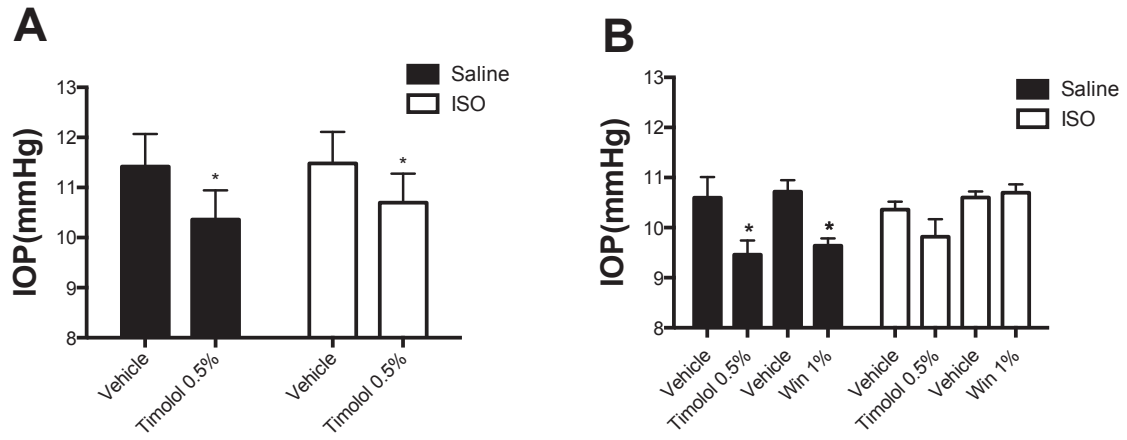 A
Saline
ISO
IOP(mmHg)
13
12
11
10
9
8
*
*
Vehicle
Timolol 0.5%
Vehicle
Timolol 0.5%
B
Saline
ISO
IOP(mmHg)
13
12
11
10
9
8
*
*
Vehicle
Timolol 0.5%
Vehicle
Win 1%
Vehicle
Timolol 0.5%
Vehicle
Win 1%